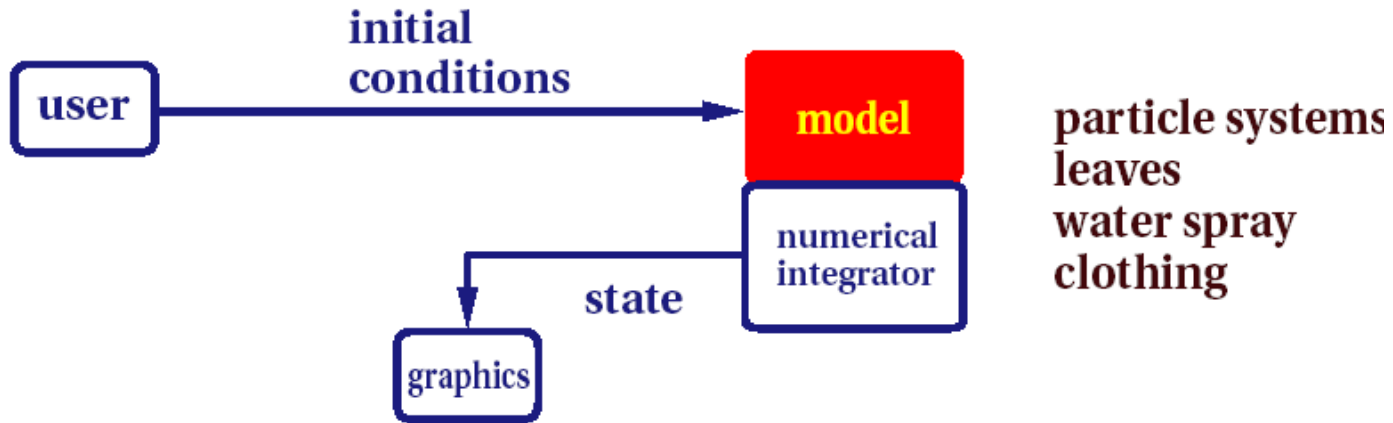 initial
conditions
user
model
particle systems
leaves
water spray
clothing
numerical
integrator
state
graphics